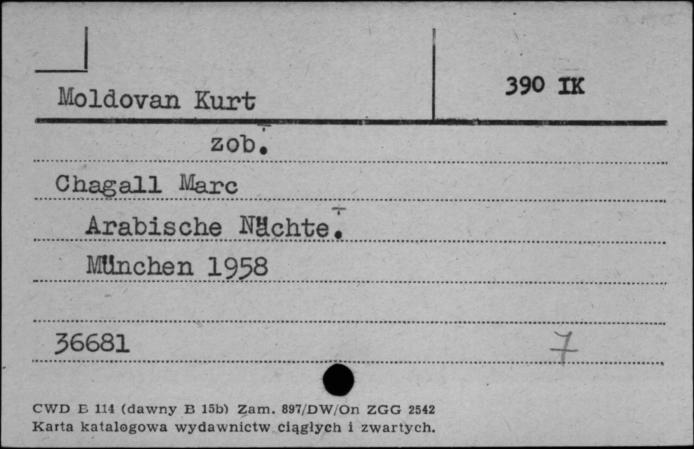 Moldovan Kurt
390 IK
zob.
Chagall Marc
Arabische Nächte.
München 1958
36681
7
CWD B 114 (dawny B 15b) Zam. 897/DW/On ZGG 2542
Karta katalogowa wydawnictw ciągłych i zwartych.